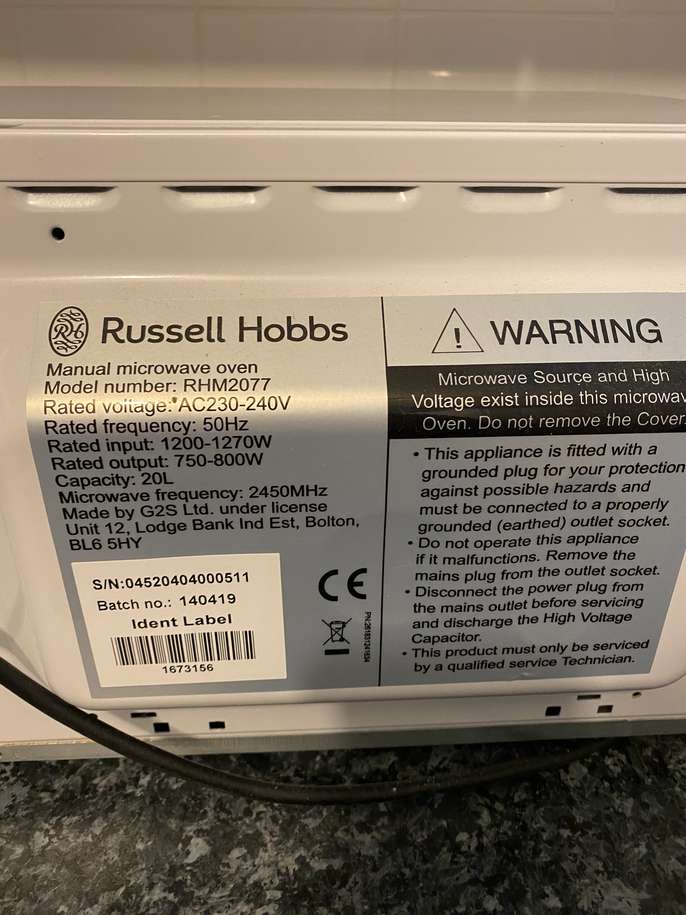 RH
Russell Hobbs
Manual microwave oven
Model number: RHM2077
Rated voltage: AC230-240V
Rated frequency: 50Hz
Rated input: 1200-1270W
Rated output: 750-800W
Capacity: 20L
Microwave frequency: 2450MHz
Made by G2S Ltd. under license
Unit 12, Lodge Bank Ind Est, Bolton,
BL6 5HY
S/N:04520404000511
Batch no.: 140419
Ident Label
1673156
CE
! WARNING
Microwave Source and High
Voltage exist inside this microwav
Oven. Do not remove the Cover.
• This appliance is fitted with a
grounded plug for your protection
against possible hazards and
must be connected to a properly
grounded (earthed) outlet socket.
• Do not operate this appliance
if it malfunctions. Remove the
mains plug from the outlet socket.
• Disconnect the power plug from
the mains outlet before servicing
and discharge the High Voltage
Capacitor.
• This product must only be serviced
by a qualified service Technician.